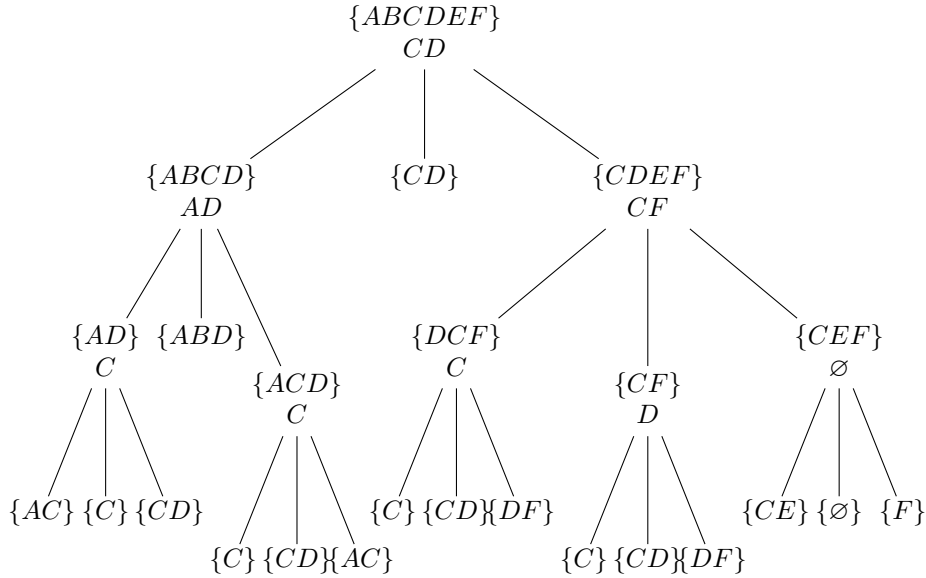 {ABCDEF}
CD
{ABCD} {CD} {CDEF}
AD CF
{AD} {ABD} {DCF} {CEF}
C C ∅
{ACD} {CF}
C D
{AC} {C} {CD} {C} {CD} {DF} {CE} {∅} {F}
{C} {CD} {AC} {C} {CD} {DF}